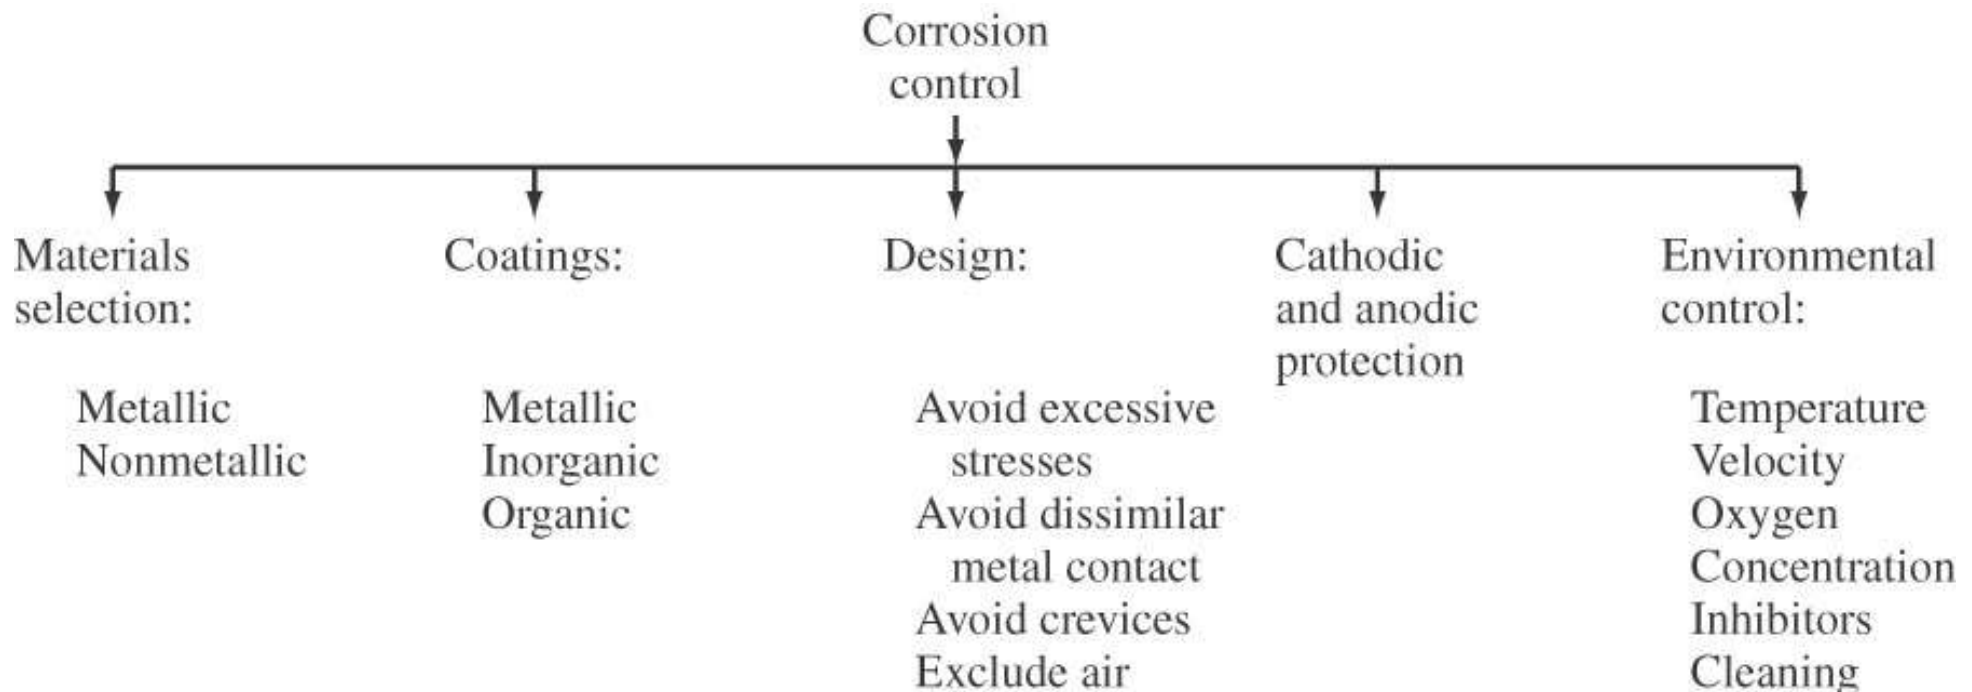 Corrosion
control
Materials
selection:
Metallic
Nonmetallic
Coatings:
Metallic
Inorganic
Organic
Design:
Avoid excessive
stresses
Avoid dissimilar
metal contact
Avoid crevices
Exclude air
Cathodic
and anodic
protection
Environmental
control:
Temperature
Velocity
Oxygen
Concentration
Inhibitors
Cleaning